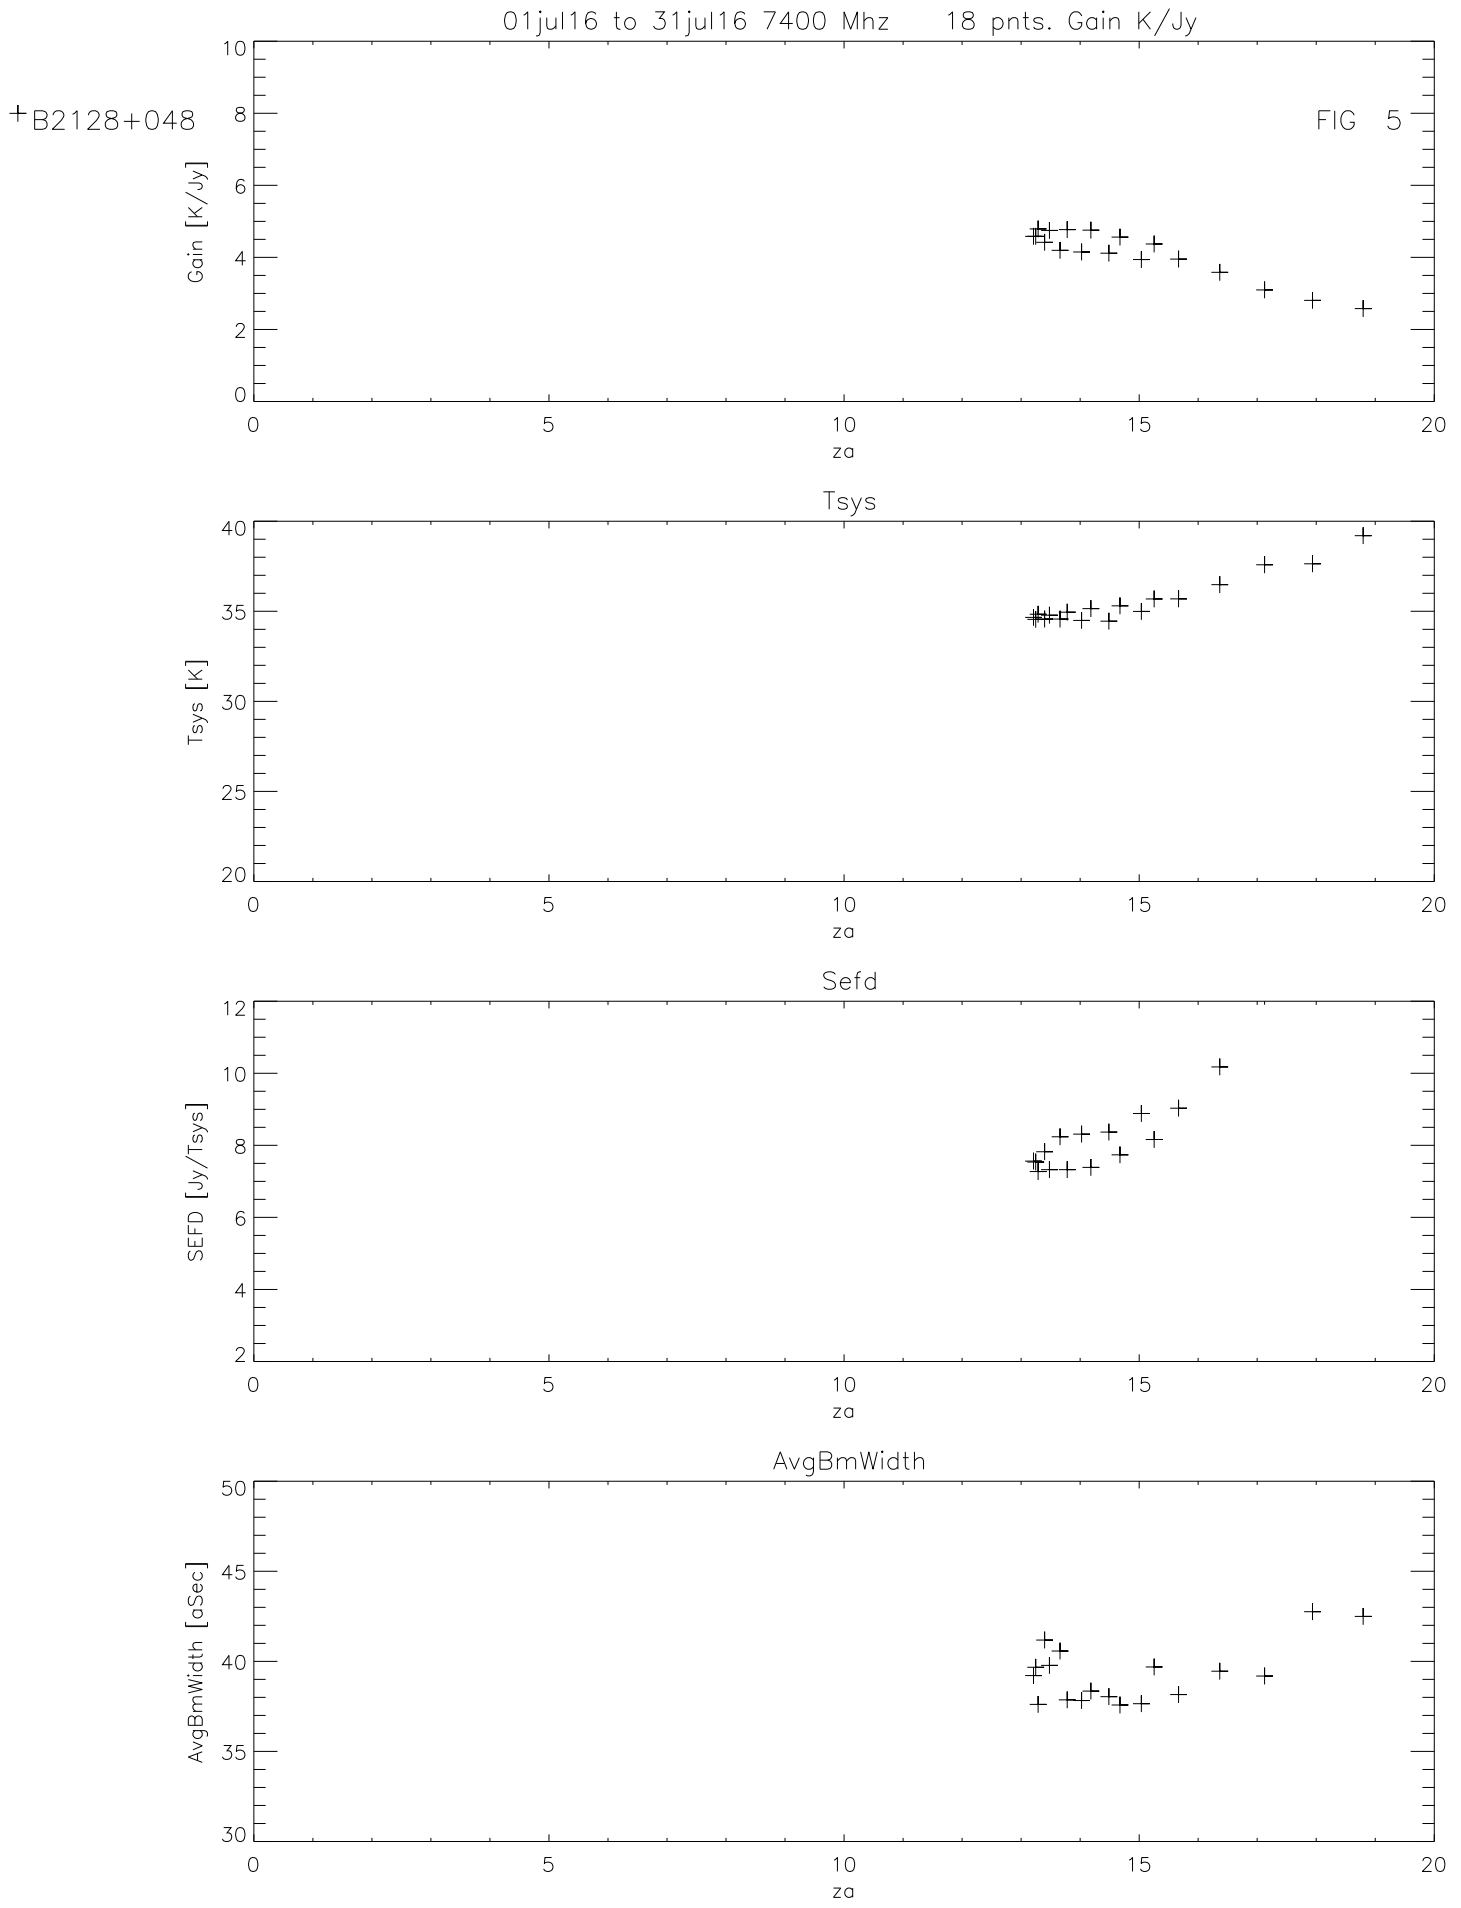 01jul16 to 31jul16 7400 Mhz 18 pnts. Gain K/Jy
+B2128+048
FIG 5
Gain [K/Jy]
10
8
6
4
2
0
0 5 10 15 20
za
Tsys
Tsys [K]
40
35
30
25
20
0 5 10 15 20
za
Sefd
SEFD [Jy/Tsys]
12
10
8
6
4
2
0 5 10 15 20
za
AvgBmWidth
AvgBmWidth [aSec]
50
45
40
35
30
0 5 10 15 20
za